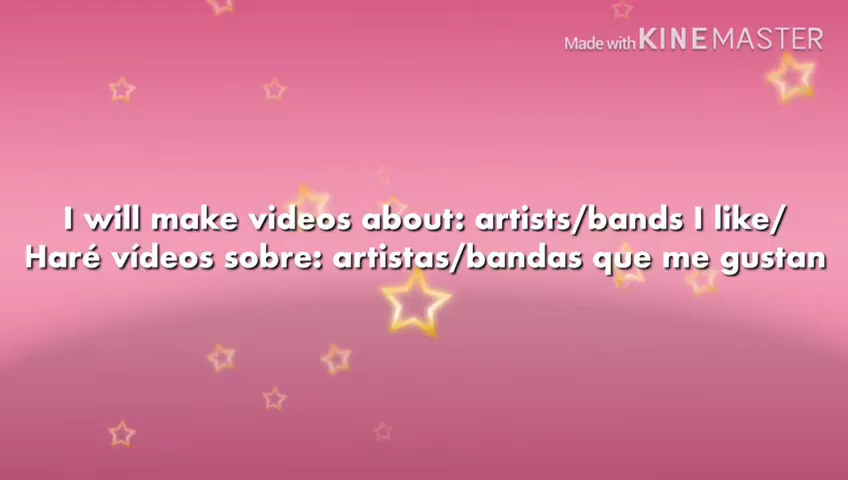 Made with KINEMASTER
I will make videos about: artists/bands I like/
Haré vídeos sobre: artistas/bandas que me gustan